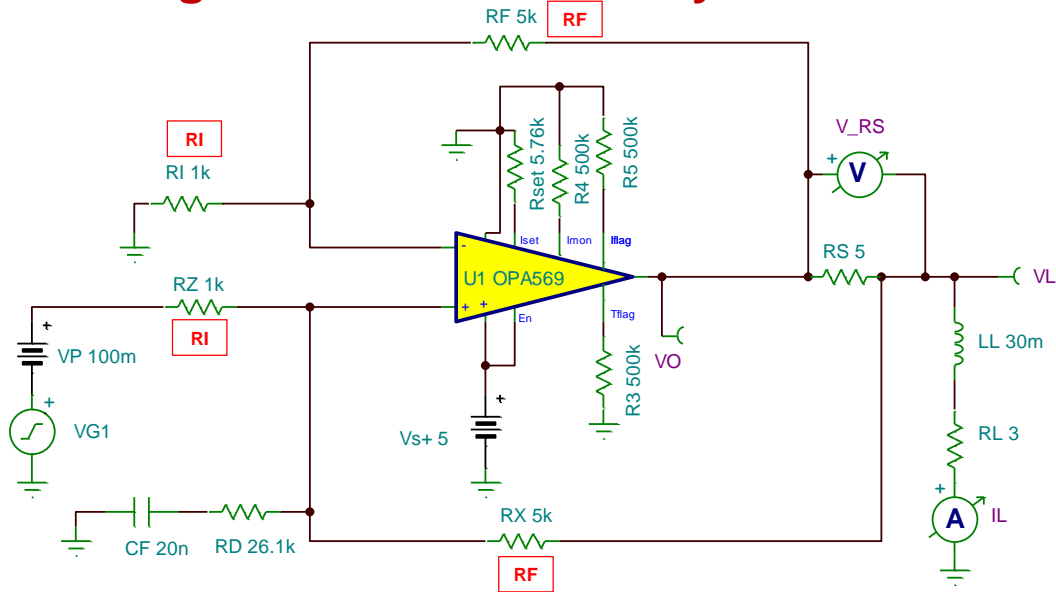 RF 5k
RF
V_RS
+
V
RI
RI 1k
Rset 5.76k
R4 500k
R5 500k
Iset
Imon
Iflag
-
U1 OPA569
+
+
En
Tflag
RS 5
VL
RZ 1k
RI
+
VP 100m
+
VG1
VO
R3 500k
LL 30m
RL 3
+
Vs+ 5
+
A
IL
CF 20n
RD 26.1k
RX 5k
RF